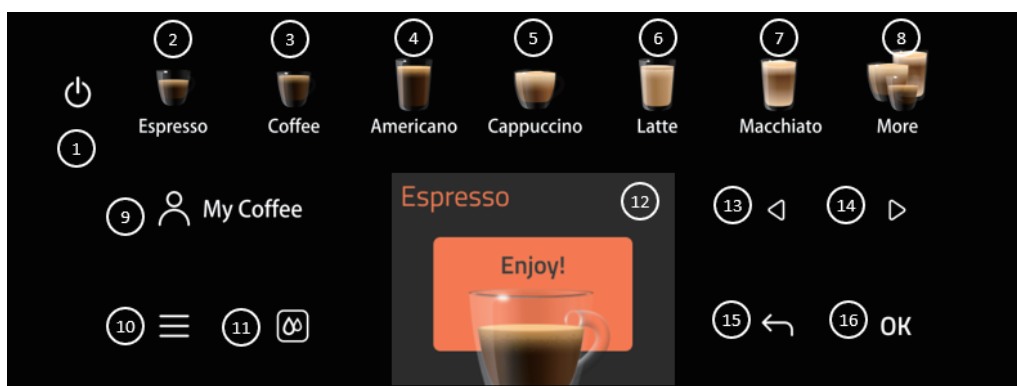 2 3 4 5 6 7 8
Espresso Coffee Americano Cappuccino Latte Macchiato More
1
9 My Coffee Espresso 12 13 14
Enjoy!
10 11 15 16 OK